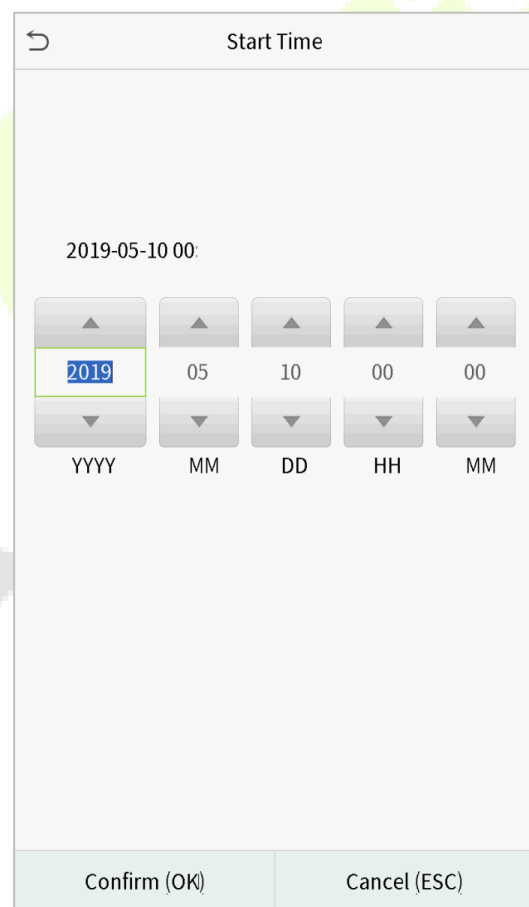 Start Time
2019-05-10 00:
2019 05 10 00 00
YYYY MM DD HH MM
Confirm (OK) Cancel (ESC)